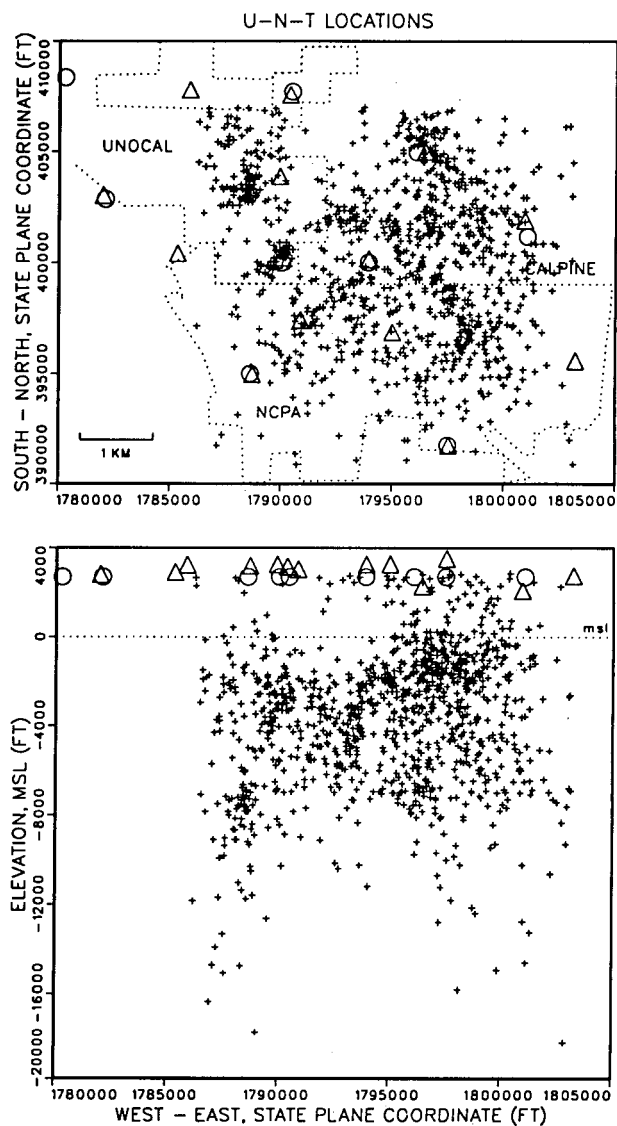 U-N-T LOCATIONS
SOUTH - NORTH, STATE PLANE COORDINATE (FT)
410000
405000
400000
395000
390000
UNOCAL
CALPINE
NCPA
1 KM
1780000 1785000 1790000 1795000 1800000 1805000
ELEVATION, MSL (FT)
4000
0
-4000
-8000
-12000
-16000
-20000
msl
1780000 1785000 1790000 1795000 1800000 1805000
WEST - EAST, STATE PLANE COORDINATE (FT)